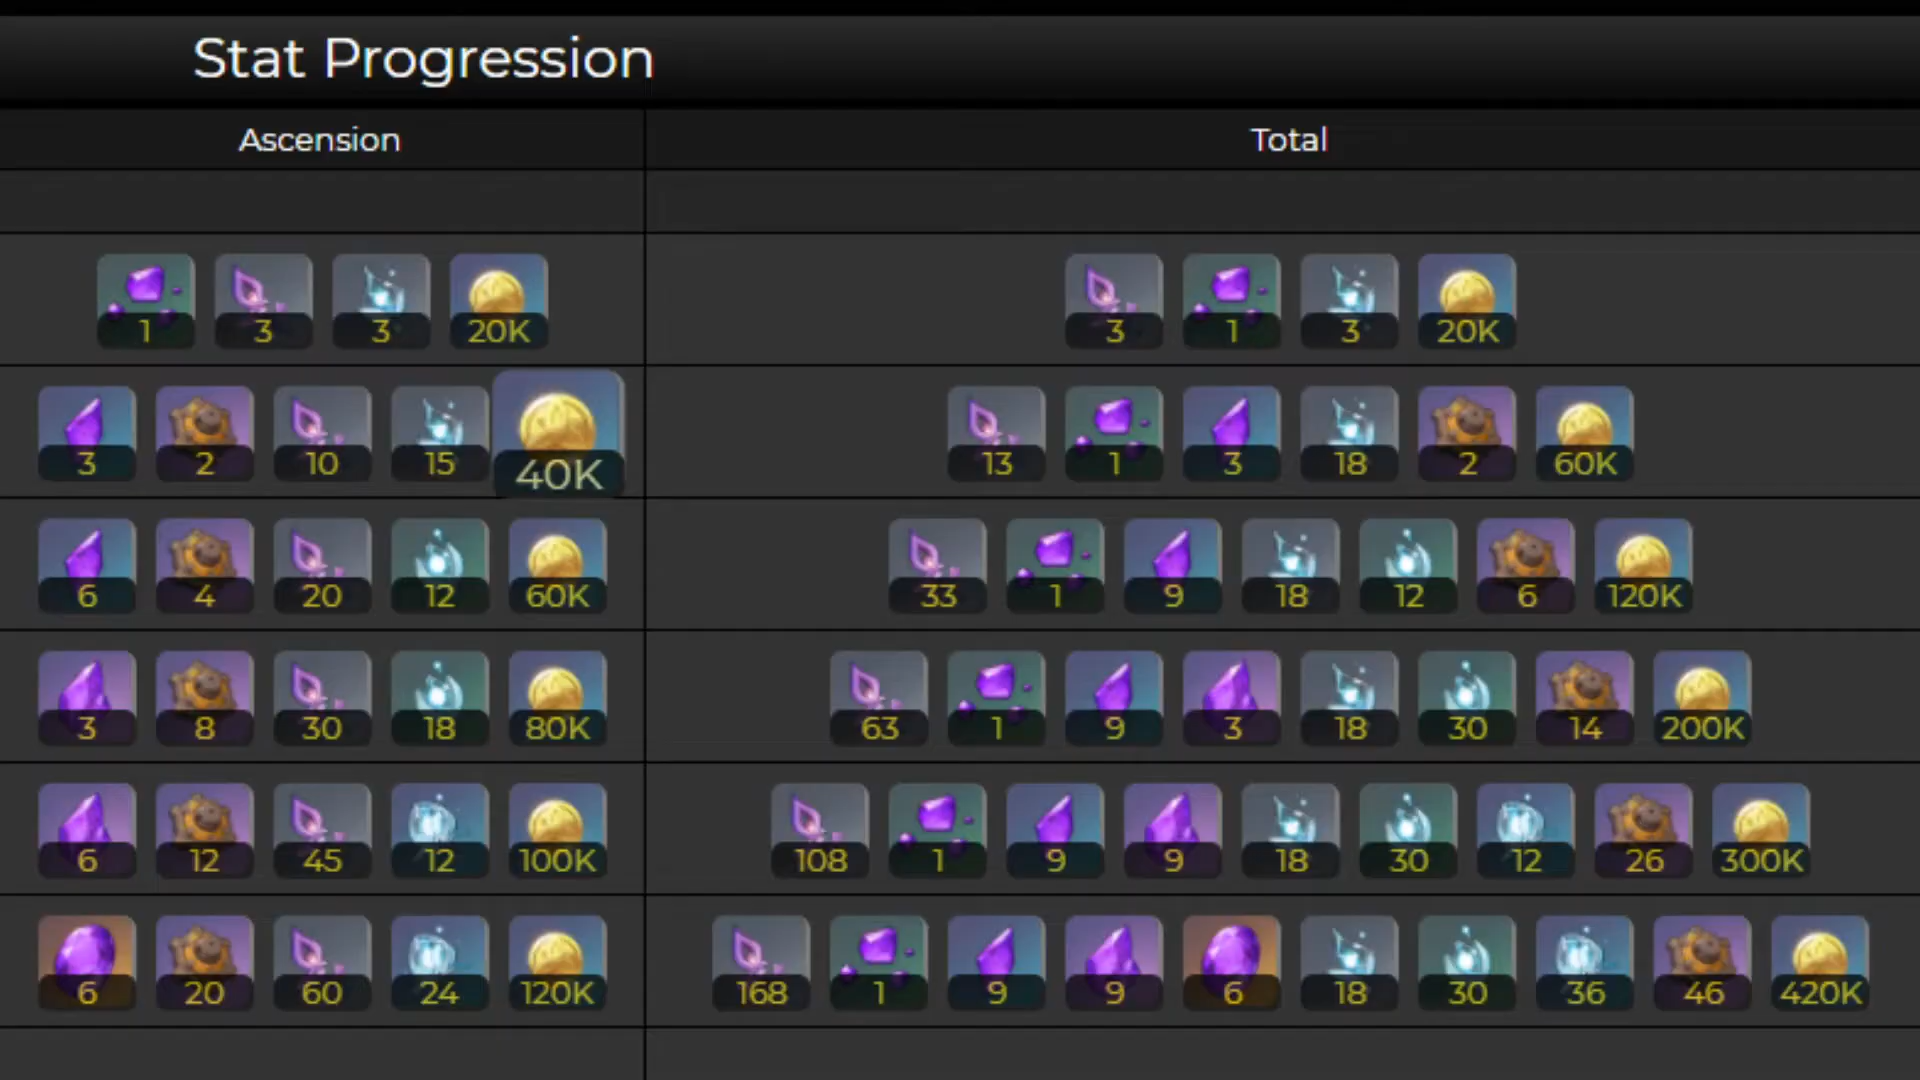 Stat Progression
Ascension Total
1 3 3 20K 3 1 3 20K
3 2 10 15 40K 13 1 3 18 2 60K
6 4 20 12 60K 33 1 9 18 12 6 120K
3 8 30 18 80K 63 1 9 3 18 30 14 200K
6 12 45 12 100K 108 1 9 9 18 30 12 26 300K
6 20 60 24 120K 168 1 9 9 6 18 30 36 46 420K